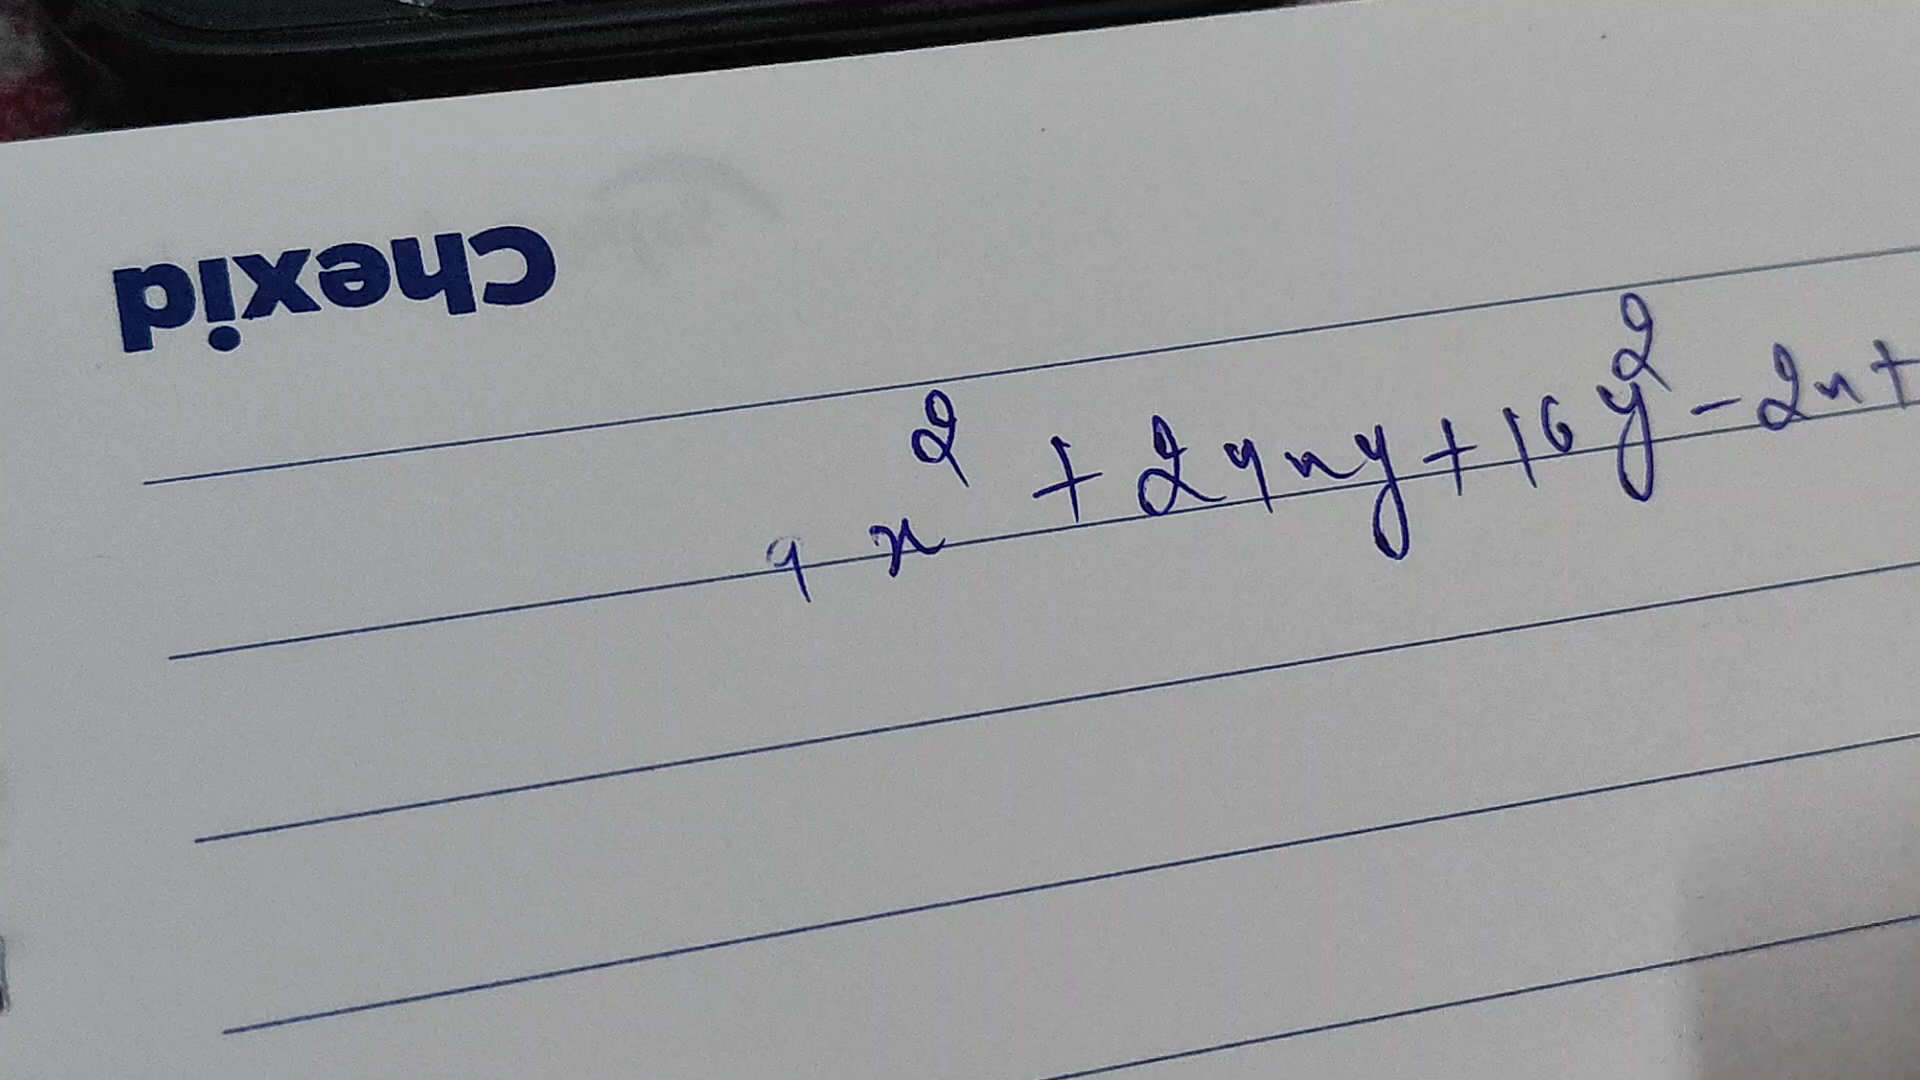 Chexid
9x² + 24xy + 16y² - 2x +